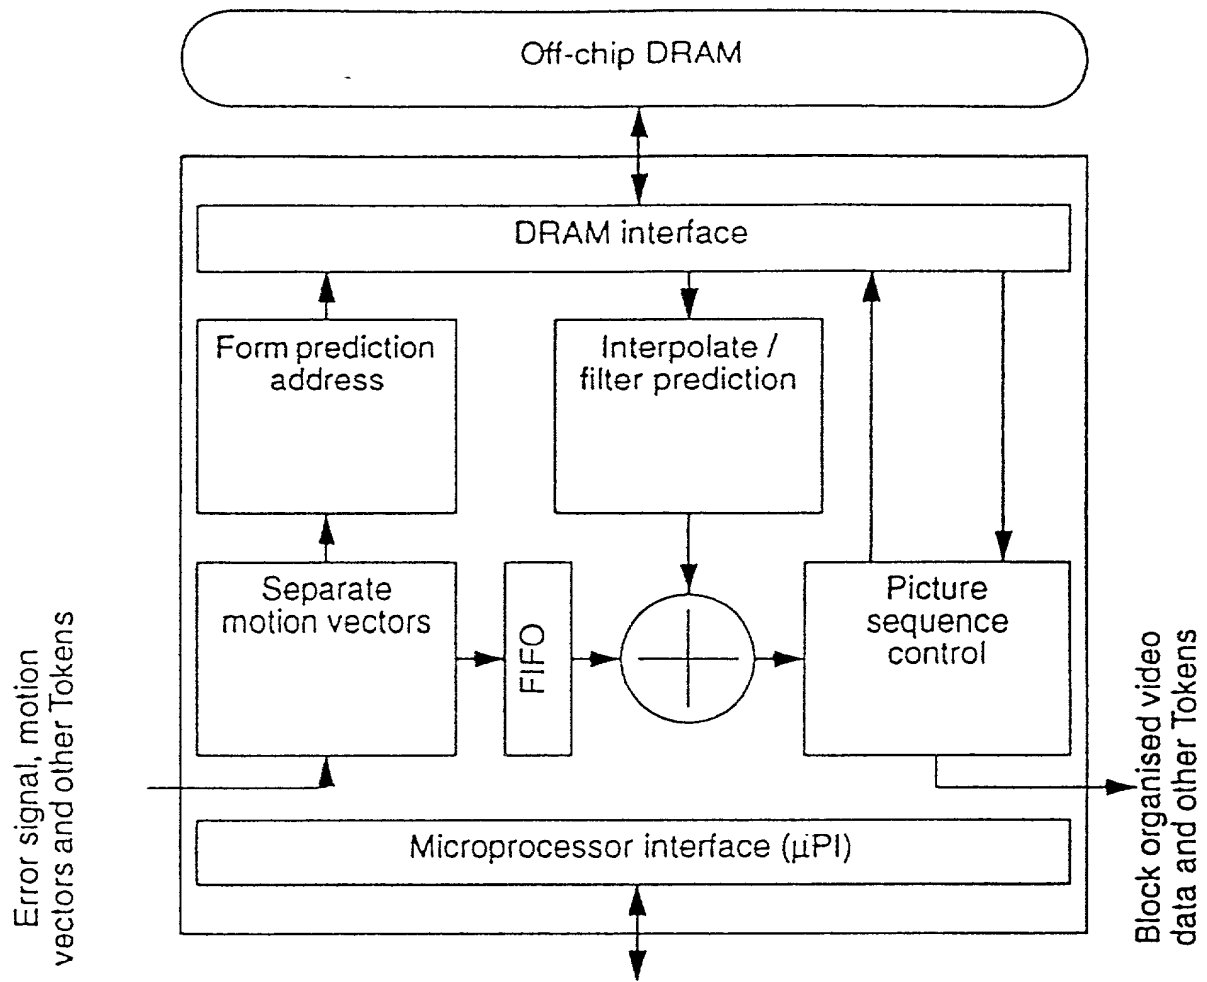 Off-chip DRAM
DRAM interface
Form prediction
address
Interpolate /
filter prediction
Separate
motion vectors
FIFO
Picture
sequence
control
Error signal, motion
vectors and other Tokens
Block organised video
data and other Tokens
Microprocessor interface (µPI)